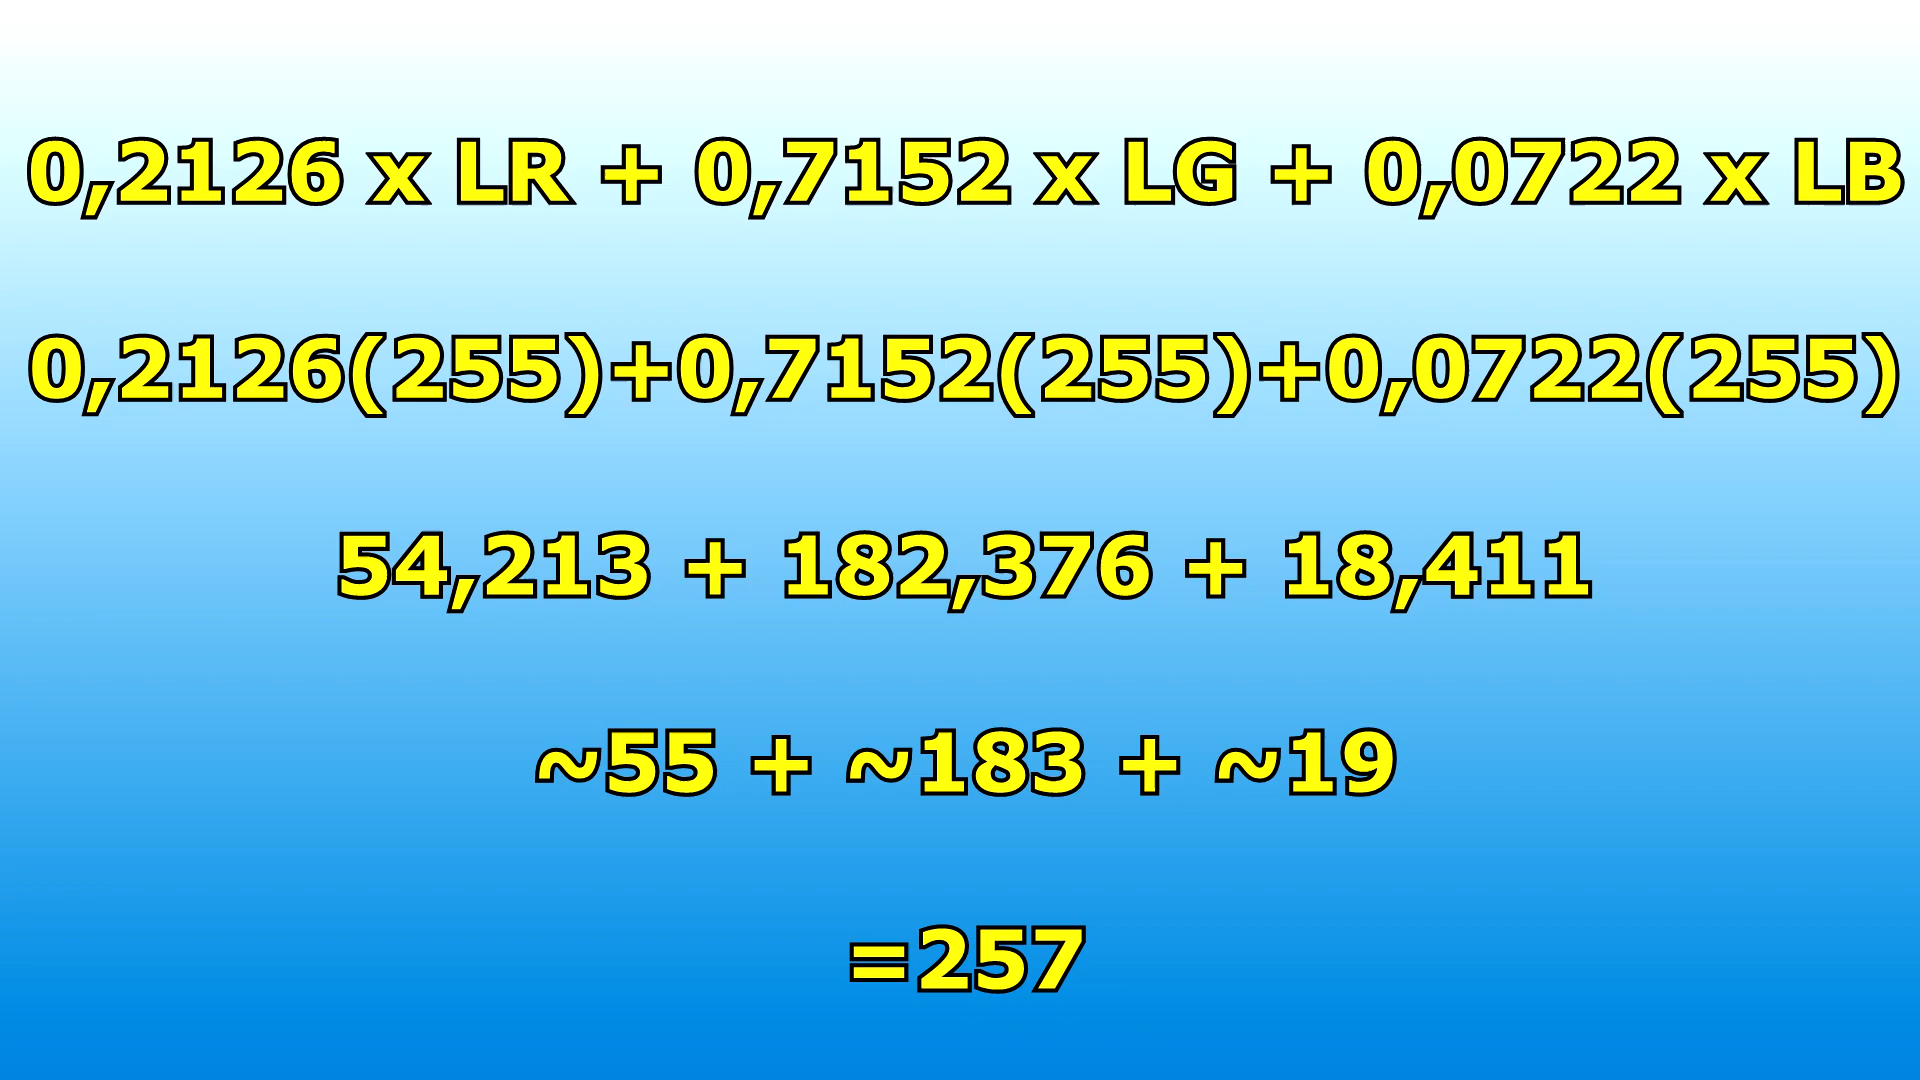 0,2126 x LR + 0,7152 x LG + 0,0722 x LB
0,2126(255)+0,7152(255)+0,0722(255)
54,213 + 182,376 + 18,411
~55 + ~183 + ~19
=257